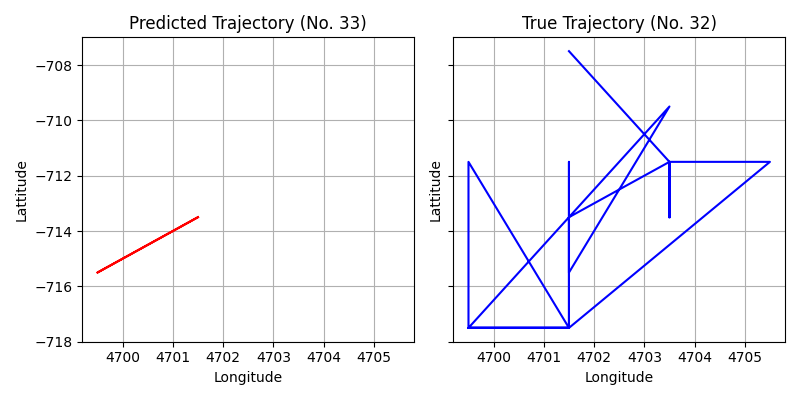 Predicted Trajectory (No. 33)
True Trajectory (No. 32)
−708
−710
−712
−714
−716
−718
Lattitude
Lattitude
4700 4701 4702 4703 4704 4705
4700 4701 4702 4703 4704 4705
Longitude
Longitude